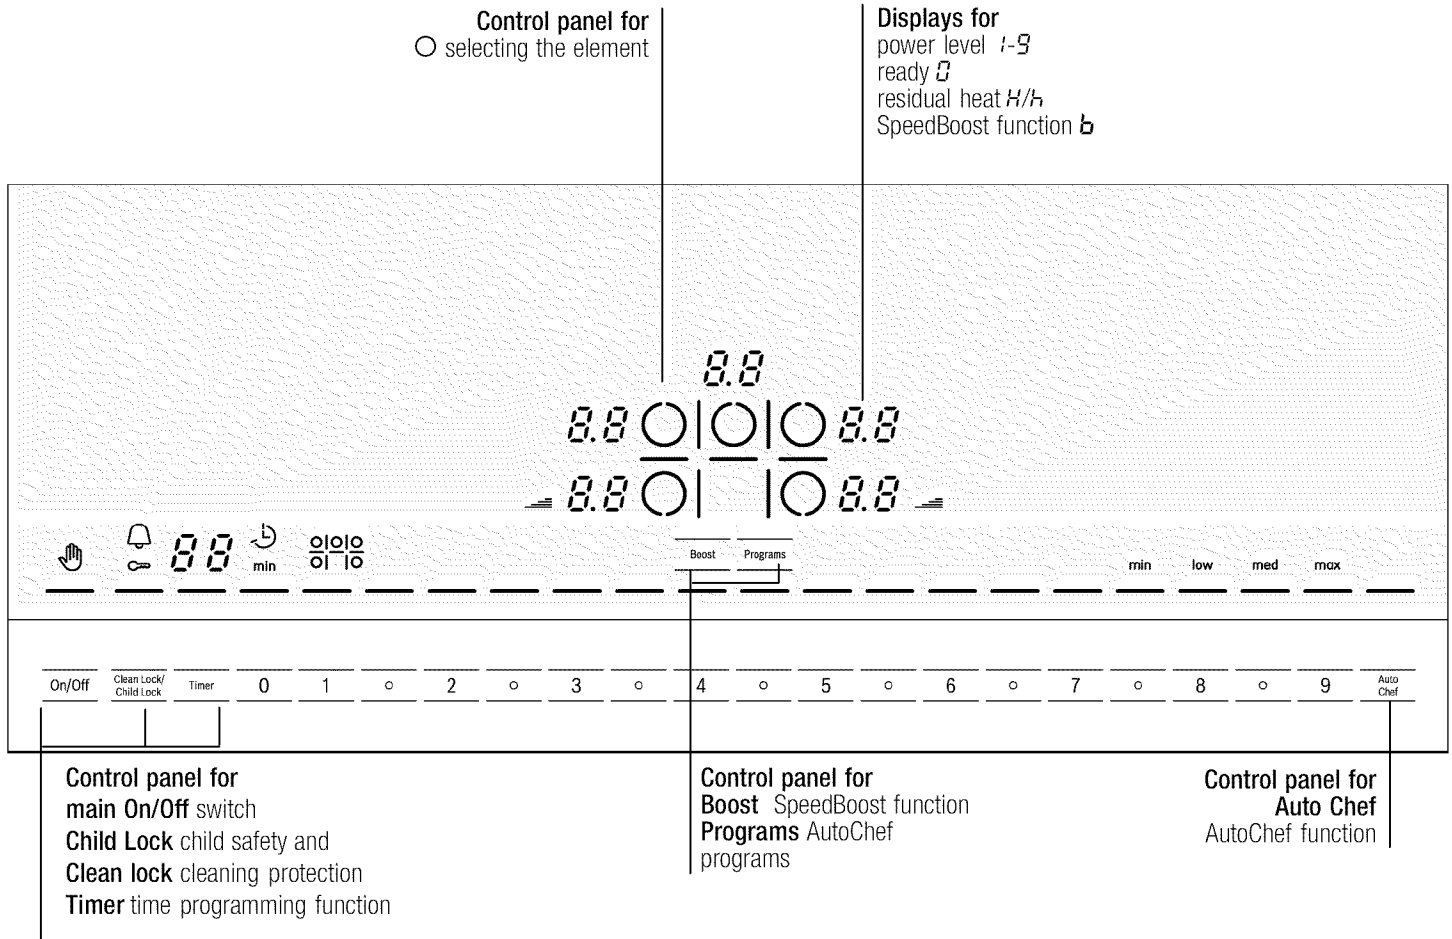 Control panel for
○ selecting the element
Displays for
power level 1-9
ready 0
residual heat H/h
SpeedBoost function b
8.8
8.8 8.8
8.8 8.8
88
min
Boost Programs
min low med max
On/Off Clean Lock/ Timer 0 1 ○ 2 ○ 3 ○ 4 ○ 5 ○ 6 ○ 7 ○ 8 ○ 9 Auto
Child Lock Chef
Control panel for
main On/Off switch
Child Lock child safety and
Clean lock cleaning protection
Timer time programming function
Control panel for
Boost SpeedBoost function
Programs AutoChef
programs
Control panel for
Auto Chef
AutoChef function